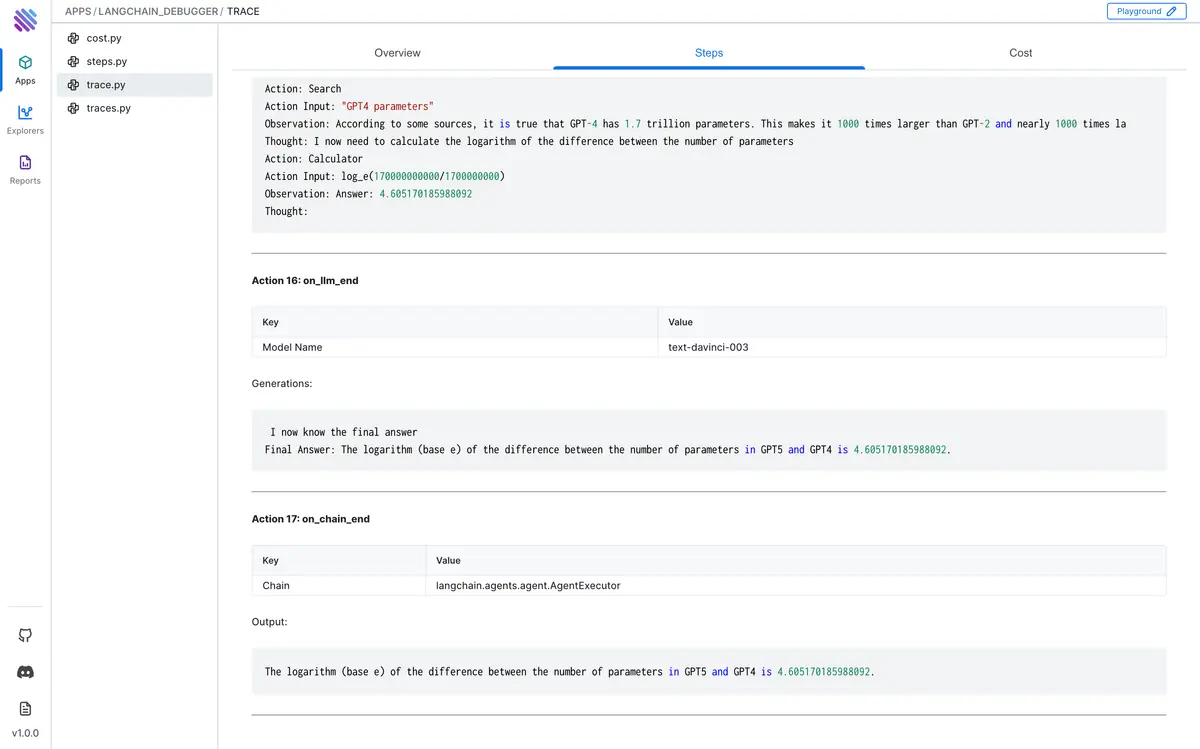 APPS / LANGCHAIN_DEBUGGER / TRACE
Playground
Apps
Explorers
Reports
v1.0.0
cost.py
steps.py
trace.py
traces.py
Overview
Steps
Cost
Action: Search
Action Input: "GPT4 parameters"
Observation: According to some sources, it is true that GPT-4 has 1.7 trillion parameters. This makes it 1000 times larger than GPT-2 and nearly 1000 times la
Thought: I now need to calculate the logarithm of the difference between the number of parameters
Action: Calculator
Action Input: log_e(170000000000/1700000000)
Observation: Answer: 4.605170185988092
Thought:
Action 16: on_llm_end
Key Value
Model Name text-davinci-003
Generations:
I now know the final answer
Final Answer: The logarithm (base e) of the difference between the number of parameters in GPT5 and GPT4 is 4.605170185988092.
Action 17: on_chain_end
Key Value
Chain langchain.agents.agent.AgentExecutor
Output:
The logarithm (base e) of the difference between the number of parameters in GPT5 and GPT4 is 4.605170185988092.